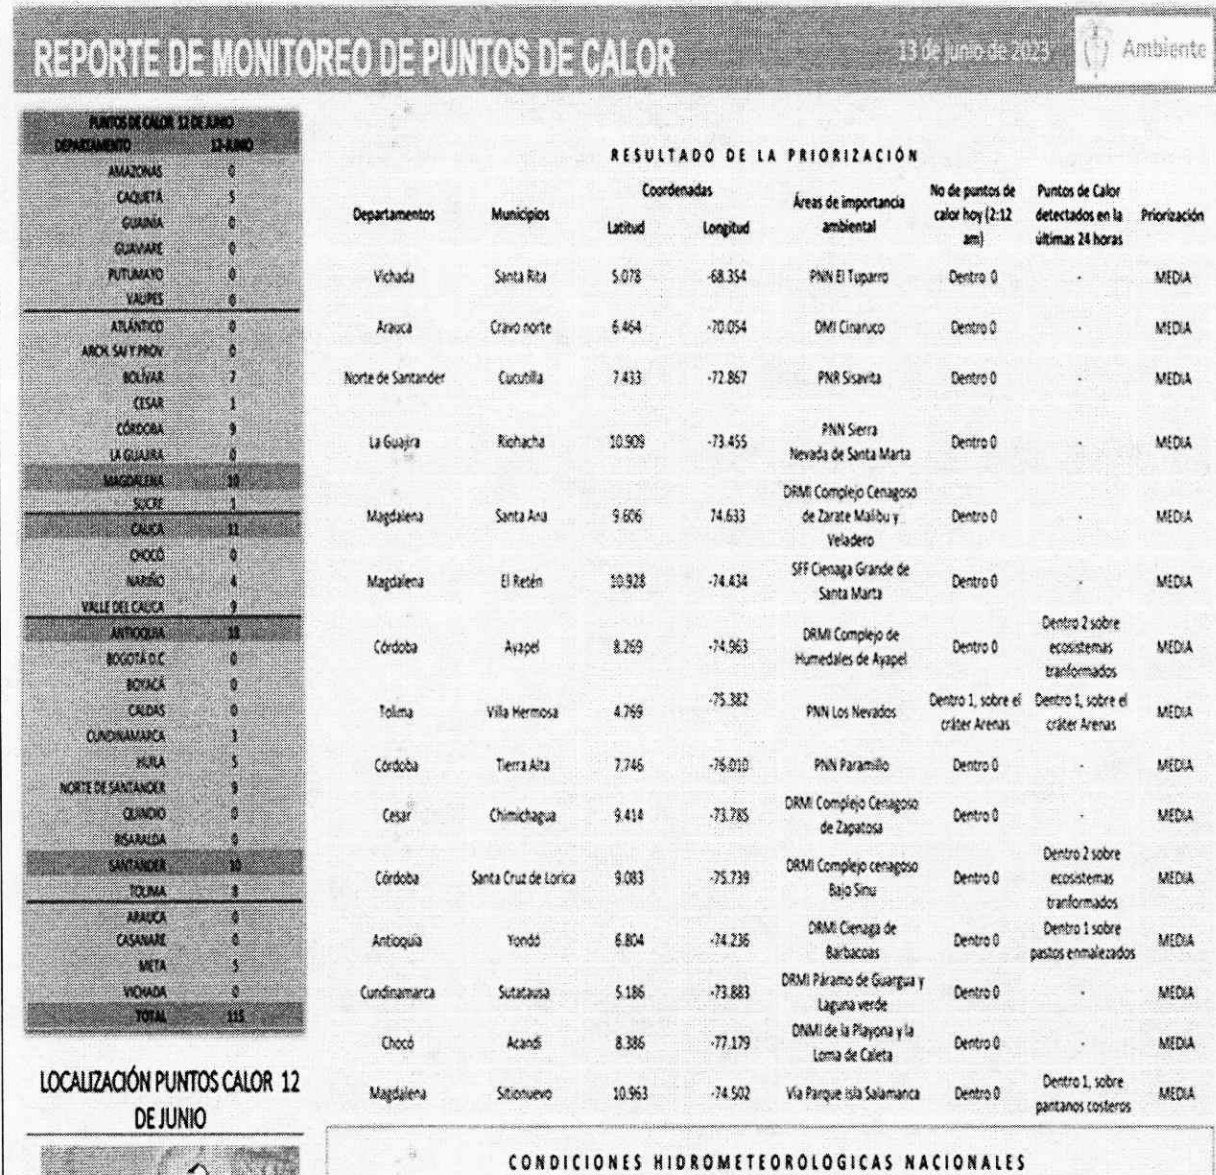 REPORTE DE MONITOREO DE PUNTOS DE CALOR
13 de junio de 2023
Ambiente
PUNTOS DE CALOR 12 DE JUNIO
DEPARTAMENTO 12-JUNIO
AMAZONAS 0
CAQUETÁ 5
GUAINÍA 0
GUAVIARE 0
PUTUMAYO 0
VAUPES 0
ATLÁNTICO 0
ARCH. SAI Y PROV 0
BOLÍVAR 7
CESAR 1
CÓRDOBA 9
LA GUAJIRA 0
MAGDALENA 10
SUCRE 1
CAUCA 11
CHOCÓ 0
NARIÑO 4
VALLE DEL CAUCA 9
ANTIOQUIA 18
BOGOTÁ D.C 0
BOYACÁ 0
CALDAS 0
CUNDINAMARCA 3
HUILA 5
NORTE DE SANTANDER 9
QUINDIO 0
RISARALDA 0
SANTANDER 10
TOLIMA 8
ARAUCA 0
CASANARE 0
META 5
VICHADA 0
TOTAL 115
LOCALIZACIÓN PUNTOS CALOR 12
DE JUNIO
RESULTADO DE LA PRIORIZACIÓN
Departamentos Municipios Coordenadas Latitud Longitud Áreas de importancia ambiental No de puntos de calor hoy (2:12 am) Puntos de Calor detectados en la últimas 24 horas Priorización
Vichada Santa Rita 5.078 -68.354 PNN El Tuparro Dentro 0 - MEDIA
Arauca Cravo norte 6.464 -70.054 DMI Cinaruco Dentro 0 - MEDIA
Norte de Santander Cucutilla 7.433 -72.867 PNR Sisavita Dentro 0 - MEDIA
La Guajira Riohacha 10.909 -73.455 PNN Sierra Nevada de Santa Marta Dentro 0 - MEDIA
Magdalena Santa Ana 9.606 74.633 DRMI Complejo Cenagoso de Zarate Malibu y Veladero Dentro 0 - MEDIA
Magdalena El Retén 10.928 -74.434 SFF Cienaga Grande de Santa Marta Dentro 0 - MEDIA
Córdoba Ayapel 8.269 -74.963 DRMI Complejo de Humedales de Ayapel Dentro 0 Dentro 2 sobre ecosistemas tranformados MEDIA
Tolima Villa Hermosa 4.769 -75.382 PNN Los Nevados Dentro 1, sobre el cráter Arenas Dentro 1, sobre el cráter Arenas MEDIA
Córdoba Tierra Alta 7.746 -76.010 PNN Paramillo Dentro 0 - MEDIA
Cesar Chimichagua 9.414 -73.785 DRMI Complejo Cenagoso de Zapatosa Dentro 0 - MEDIA
Córdoba Santa Cruz de Lorica 9.083 -75.739 DRMI Complejo cenagoso Bajo Sinu Dentro 0 Dentro 2 sobre ecosistemas tranformados MEDIA
Antioquia Yondó 6.804 -74.236 DRMI Cienaga de Barbacoas Dentro 0 Dentro 1 sobre pastos enmalezados MEDIA
Cundinamarca Sutatausa 5.186 -73.883 DRMI Páramo de Guargua y Laguna verde Dentro 0 - MEDIA
Chocó Acandí 8.386 -77.179 DNMI de la Playona y la Loma de Caleta Dentro 0 - MEDIA
Magdalena Sitionuevo 10.963 -74.502 Vía Parque Isla Salamanca Dentro 0 Dentro 1, sobre pantanos costeros MEDIA
CONDICIONES HIDROMETEOROLOGICAS NACIONALES